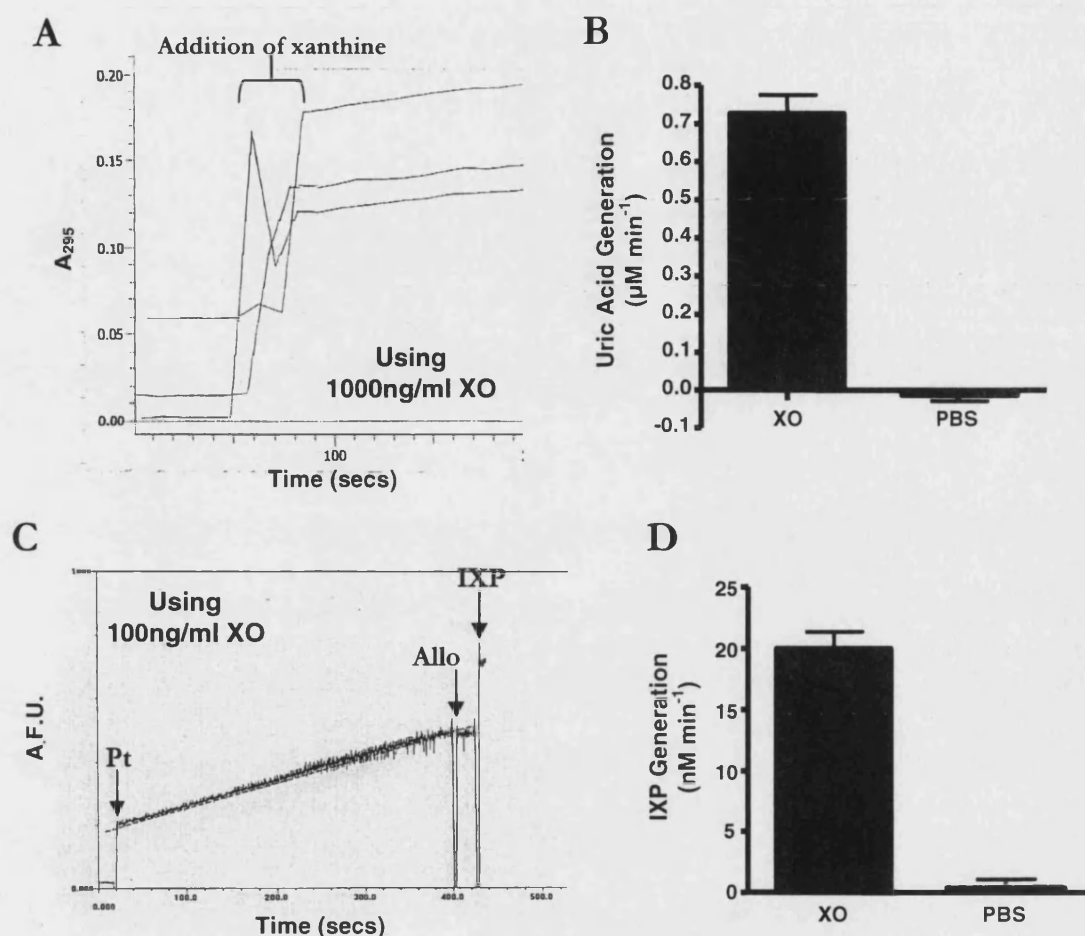 A
Addition of xanthine
0.20
0.15
0.10
0.05
0.00
A295
Using
1000ng/ml XO
100
Time (secs)
B
0.8
0.7
0.6
0.5
0.4
0.3
0.2
0.1
0.0
-0.1
Uric Acid Generation
(µM min⁻¹)
XO
PBS
C
Using
100ng/ml XO
IXP
Allo
Pt
A.F.U.
0.000
100.0
200.0
300.0
400.0
500.0
Time (secs)
D
25
20
15
10
5
0
IXP Generation
(nM min⁻¹)
XO
PBS